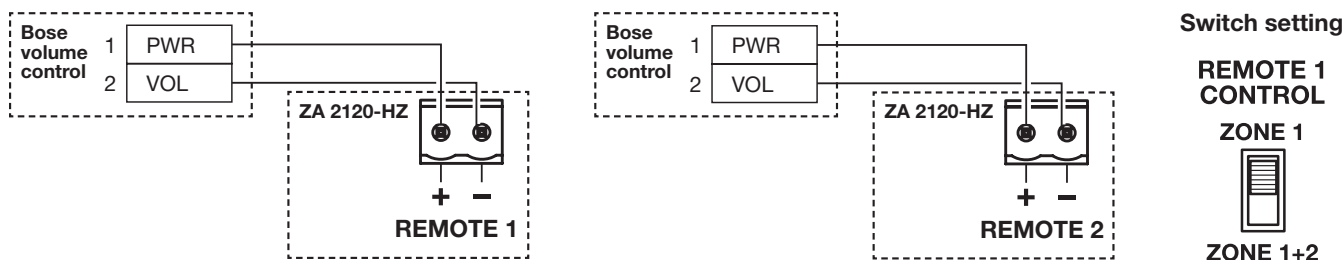 Bose
volume
control
1 PWR
2 VOL
ZA 2120-HZ
+ −
REMOTE 1
Bose
volume
control
1 PWR
2 VOL
ZA 2120-HZ
+ −
REMOTE 2
Switch setting
REMOTE 1
CONTROL
ZONE 1
ZONE 1+2